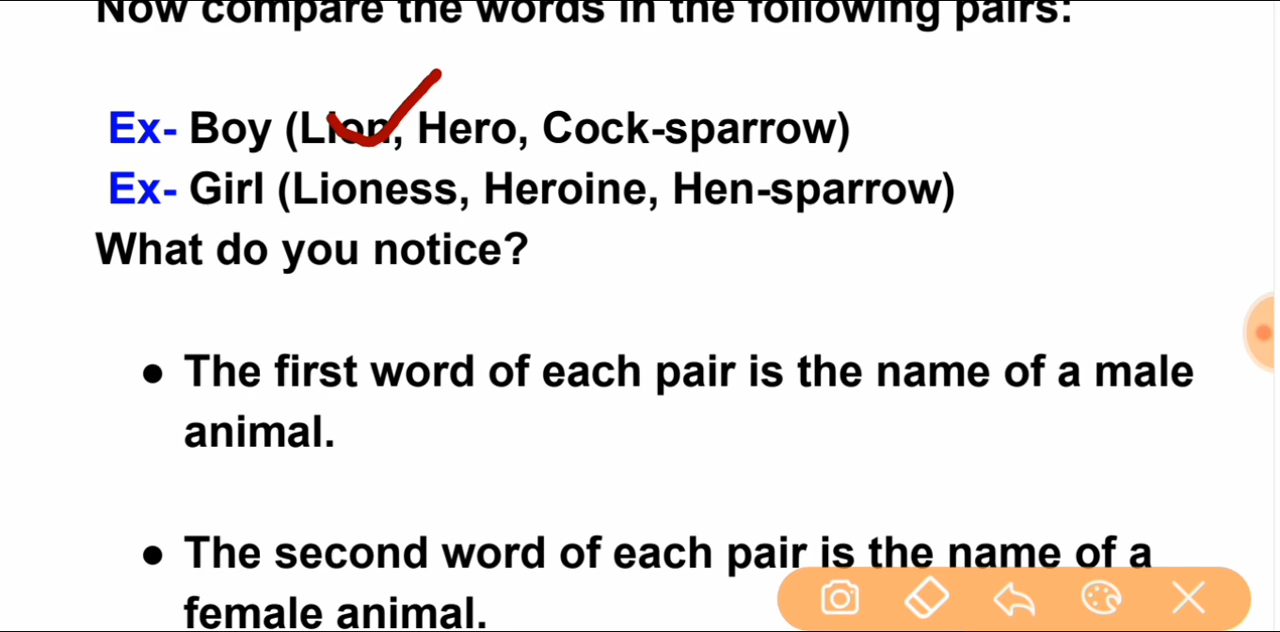 Now compare the words in the following pairs:
Ex- Boy (Lion, Hero, Cock-sparrow)
Ex- Girl (Lioness, Heroine, Hen-sparrow)
What do you notice?
● The first word of each pair is the name of a male
animal.
● The second word of each pair is the name of a
female animal.